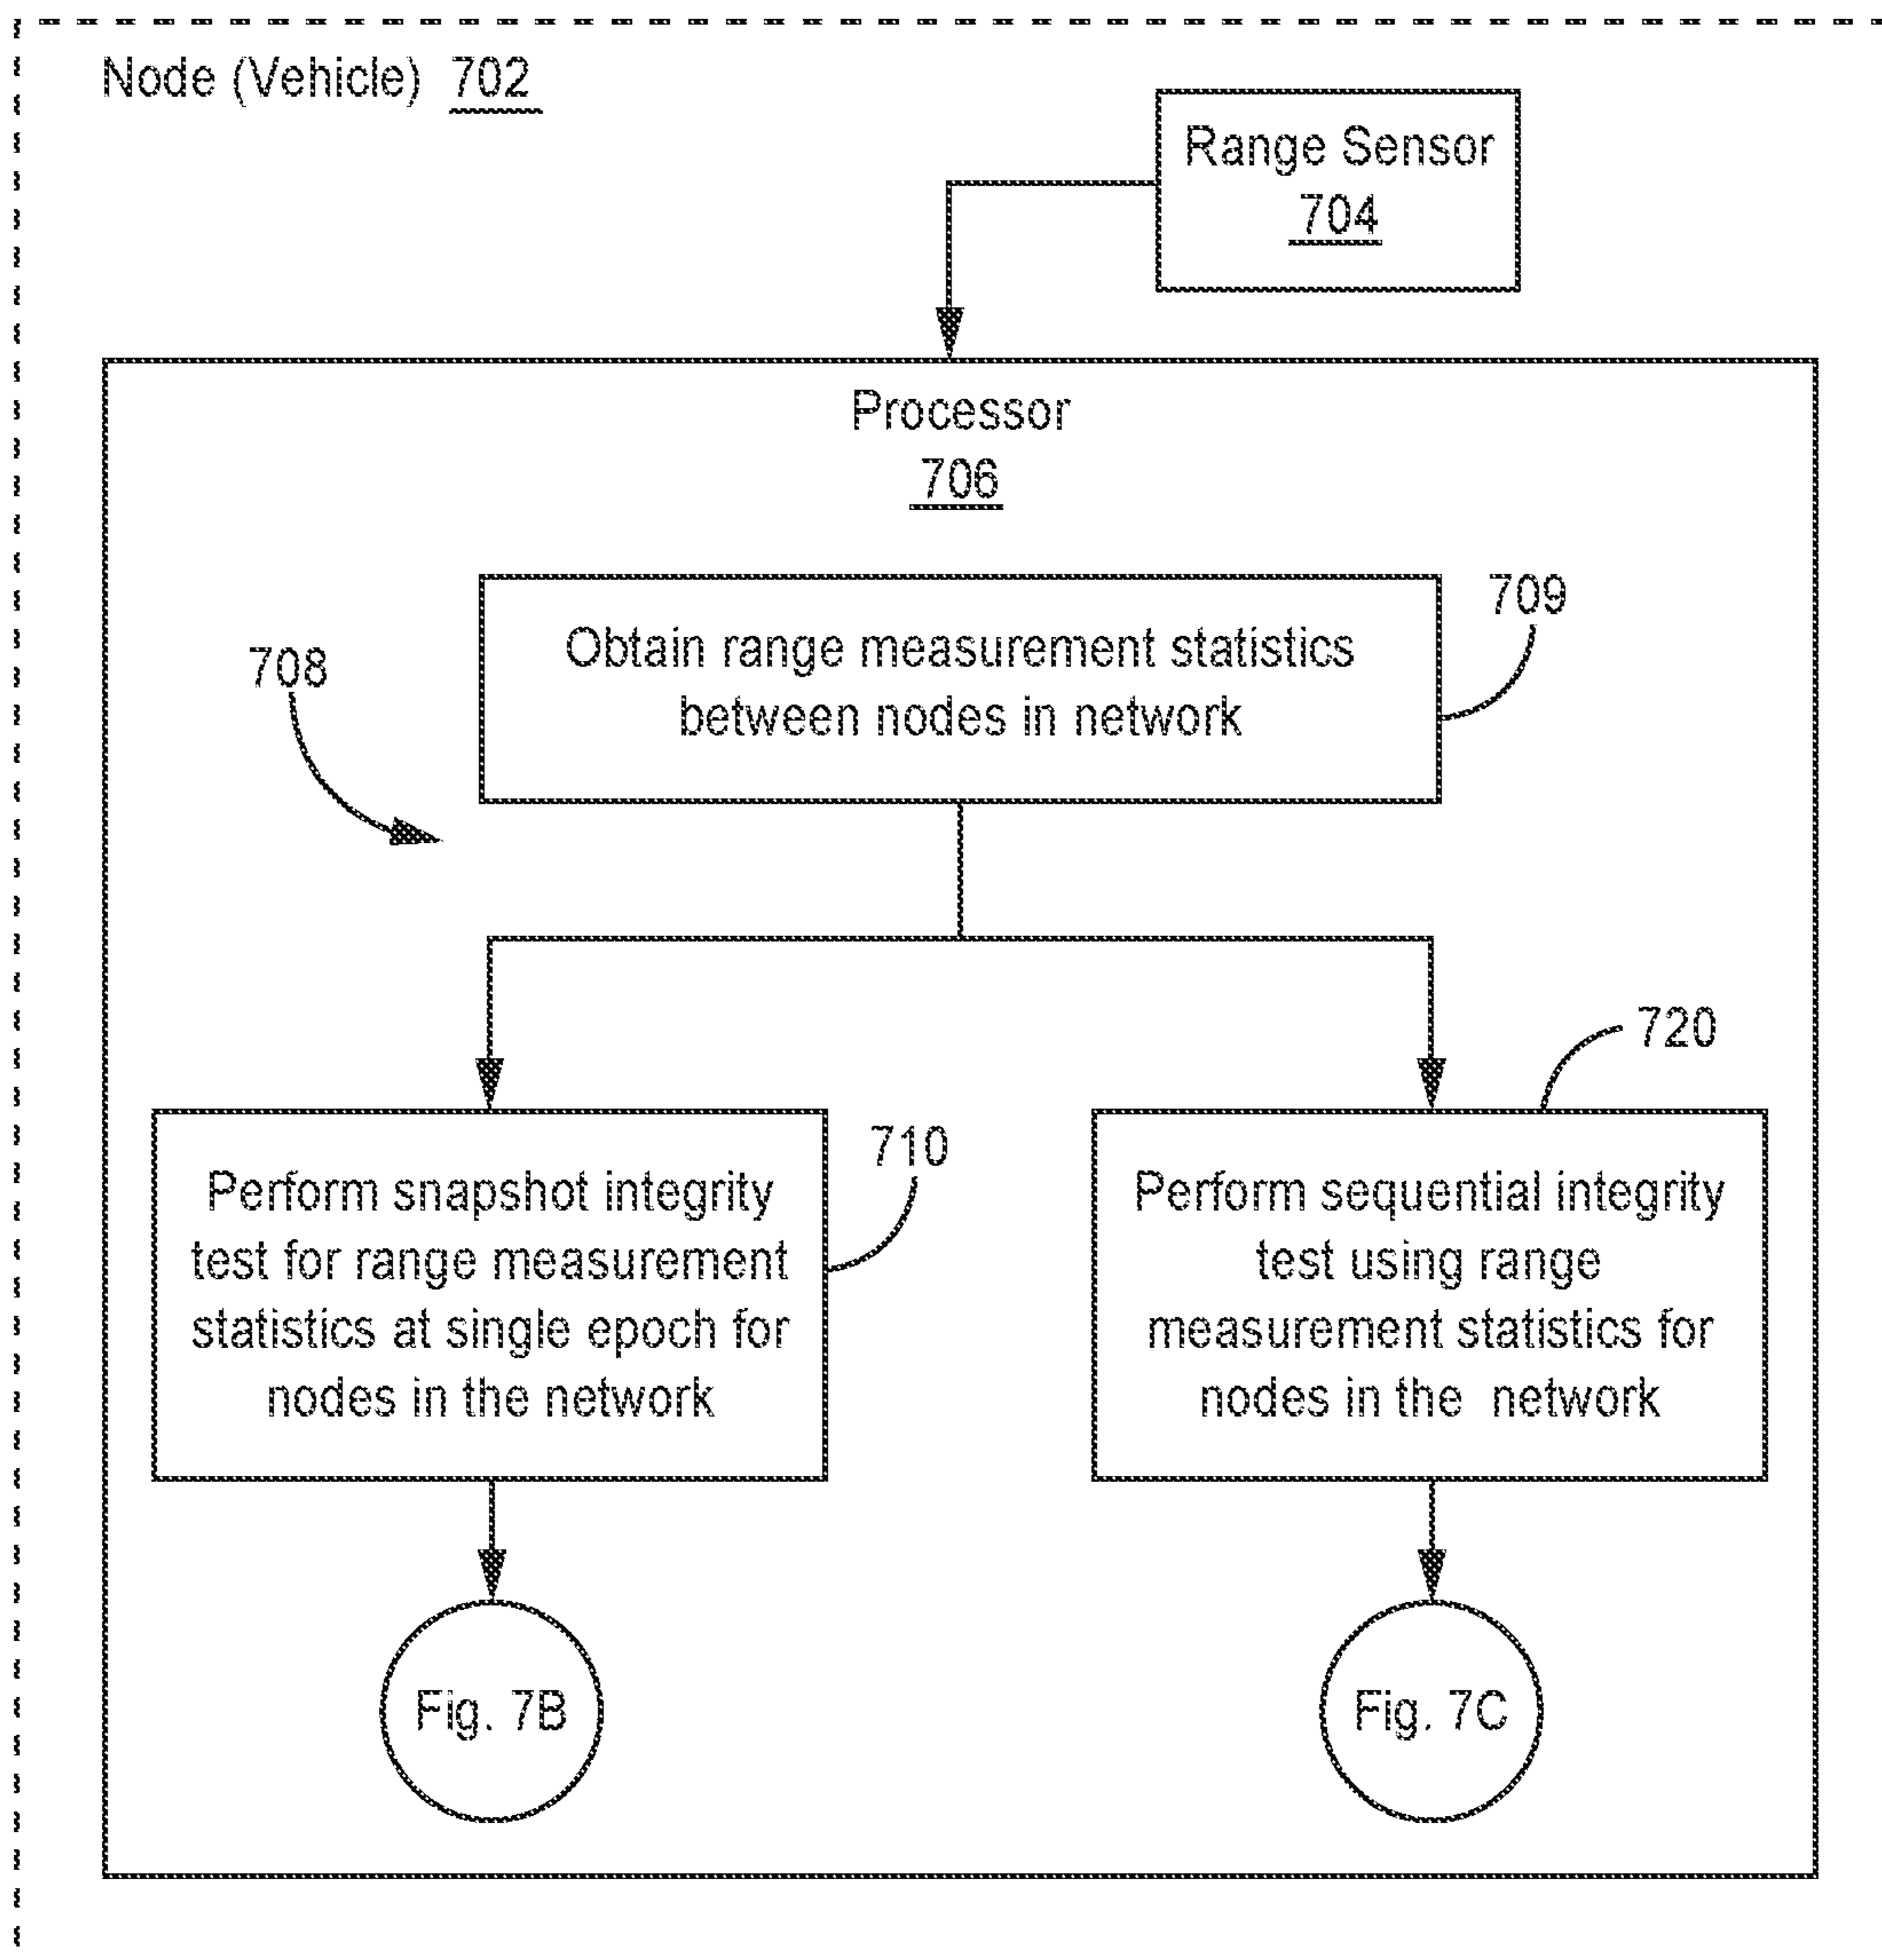 Node (Vehicle) 702
Range Sensor
704
Processor
706
709
Obtain range measurement statistics
between nodes in network
708
720
710
Perform snapshot integrity
test for range measurement
statistics at single epoch for
nodes in the network
Perform sequential integrity
test using range
measurement statistics for
nodes in the network
Fig. 7B
Fig. 7C